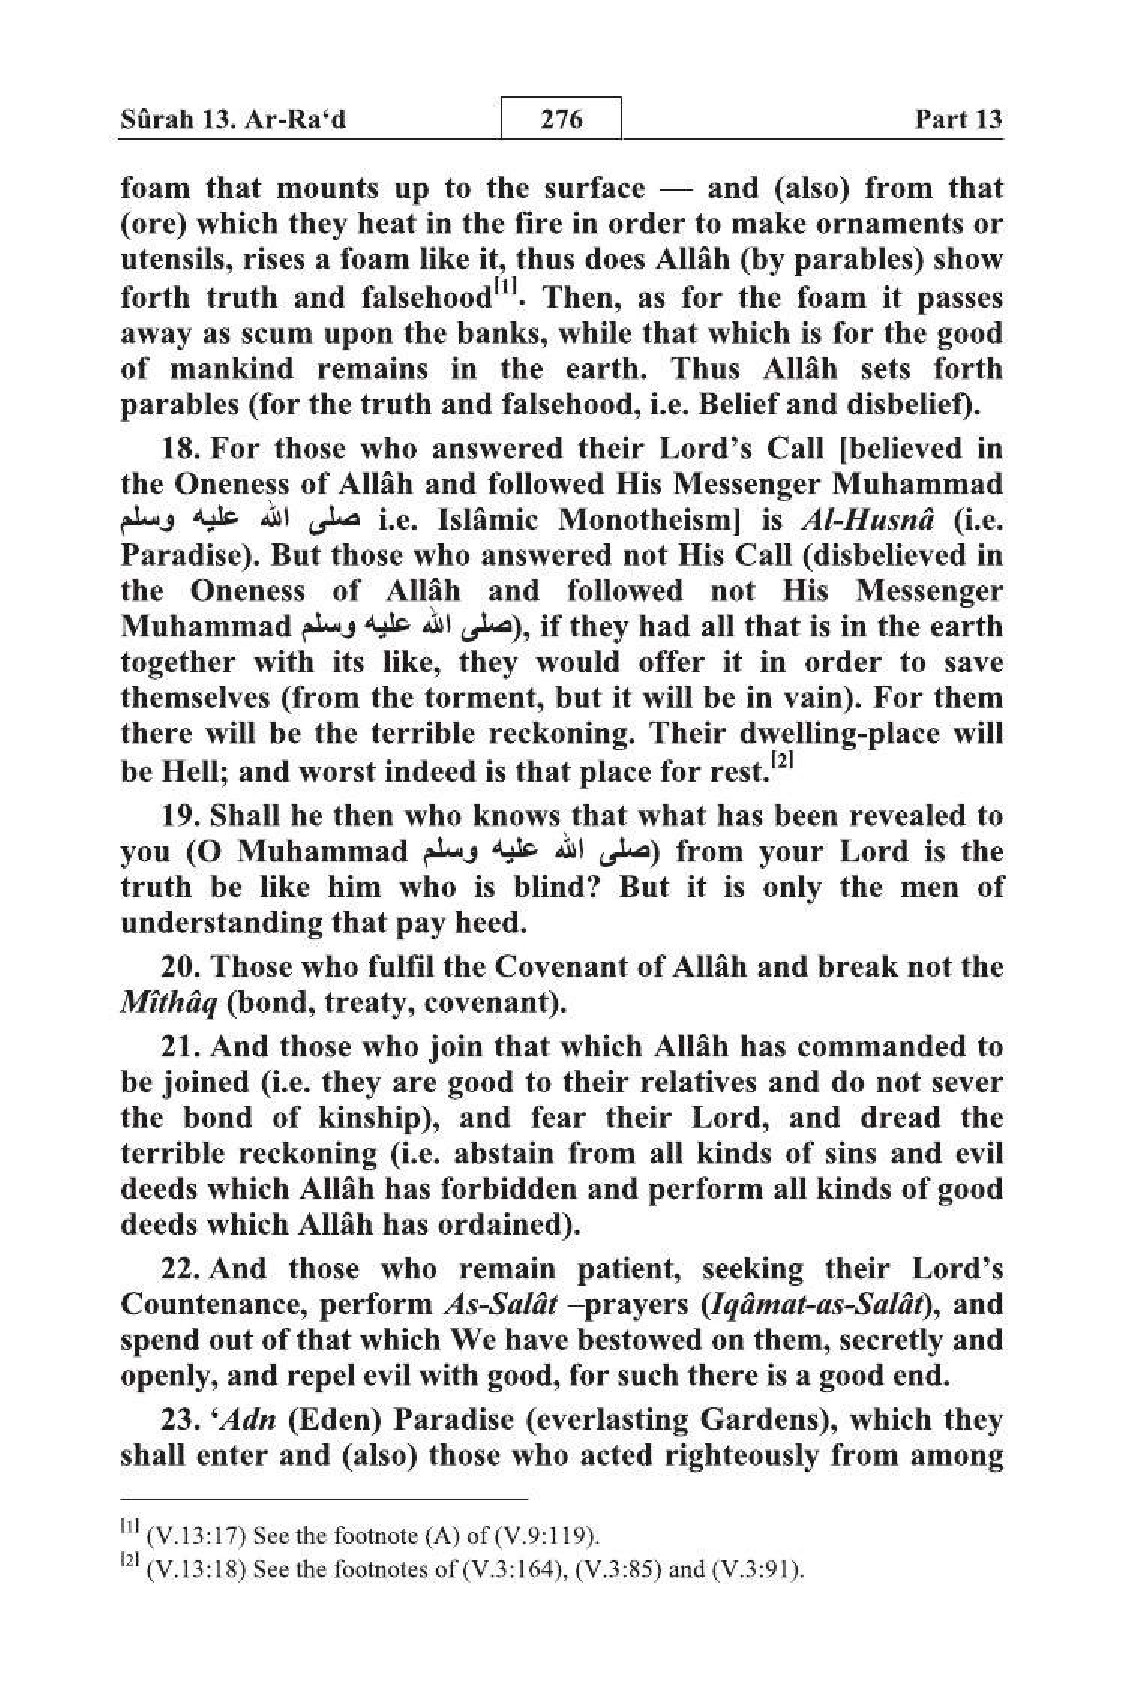 Sûrah 13. Ar-Ra‘d 276 Part 13
foam that mounts up to the surface — and (also) from that
(ore) which they heat in the fire in order to make ornaments or
utensils, rises a foam like it, thus does Allâh (by parables) show
forth truth and falsehood[1]. Then, as for the foam it passes
away as scum upon the banks, while that which is for the good
of mankind remains in the earth. Thus Allâh sets forth
parables (for the truth and falsehood, i.e. Belief and disbelief).
18. For those who answered their Lord’s Call [believed in
the Oneness of Allâh and followed His Messenger Muhammad
صلى الله عليه وسلم i.e. Islâmic Monotheism] is Al-Husnâ (i.e.
Paradise). But those who answered not His Call (disbelieved in
the Oneness of Allâh and followed not His Messenger
Muhammad صلى الله عليه وسلم), if they had all that is in the earth
together with its like, they would offer it in order to save
themselves (from the torment, but it will be in vain). For them
there will be the terrible reckoning. Their dwelling-place will
be Hell; and worst indeed is that place for rest.[2]
19. Shall he then who knows that what has been revealed to
you (O Muhammad صلى الله عليه وسلم) from your Lord is the
truth be like him who is blind? But it is only the men of
understanding that pay heed.
20. Those who fulfil the Covenant of Allâh and break not the
Mîthâq (bond, treaty, covenant).
21. And those who join that which Allâh has commanded to
be joined (i.e. they are good to their relatives and do not sever
the bond of kinship), and fear their Lord, and dread the
terrible reckoning (i.e. abstain from all kinds of sins and evil
deeds which Allâh has forbidden and perform all kinds of good
deeds which Allâh has ordained).
22. And those who remain patient, seeking their Lord’s
Countenance, perform As-Salât –prayers (Iqâmat-as-Salât), and
spend out of that which We have bestowed on them, secretly and
openly, and repel evil with good, for such there is a good end.
23. ‘Adn (Eden) Paradise (everlasting Gardens), which they
shall enter and (also) those who acted righteously from among
[1] (V.13:17) See the footnote (A) of (V.9:119).
[2] (V.13:18) See the footnotes of (V.3:164), (V.3:85) and (V.3:91).